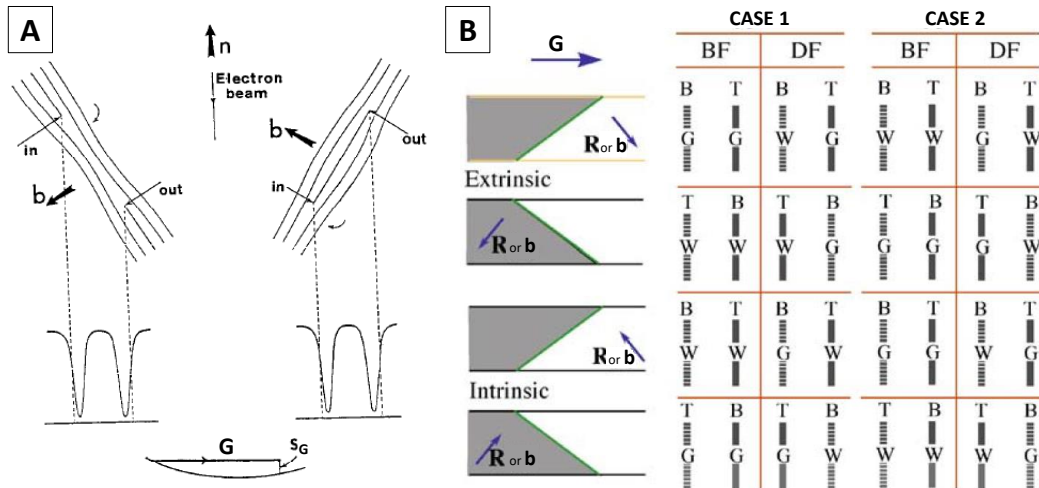 A
n
Electron
beam
b
in
out
b
in
out
G
S_G
B
G
R or b
Extrinsic
R or b
R or b
Intrinsic
R or b
CASE 1 CASE 2
BF DF BF DF
B T B T B T B T
G G W G W W G W
T B T B T B T B
W W W G G G G W
B T B T B T B T
W W G W G G W G
T B T B T B T B
G G G W W W W G